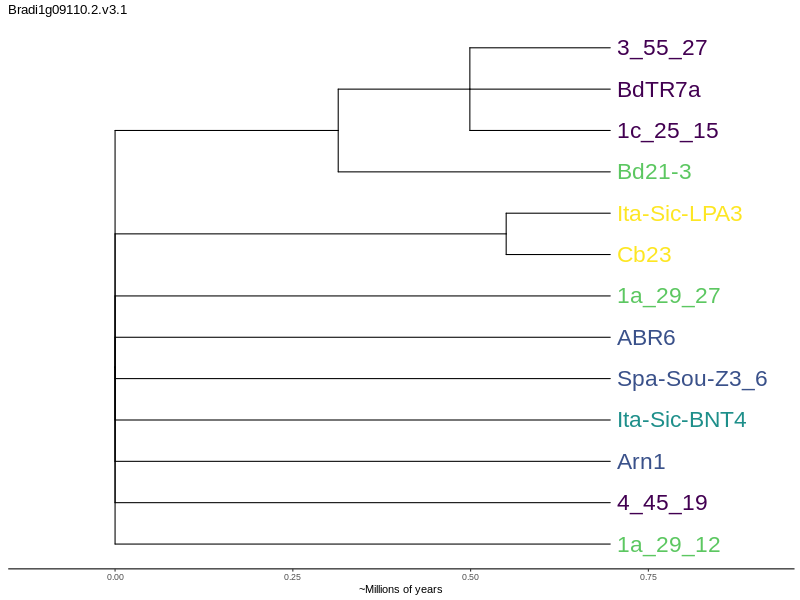 Bradi1g09110.2.v3.1
3_55_27
BdTR7a
1c_25_15
Bd21-3
Ita-Sic-LPA3
Cb23
1a_29_27
ABR6
Spa-Sou-Z3_6
Ita-Sic-BNT4
Arn1
4_45_19
1a_29_12
0.00 0.25 0.50 0.75
~Millions of years